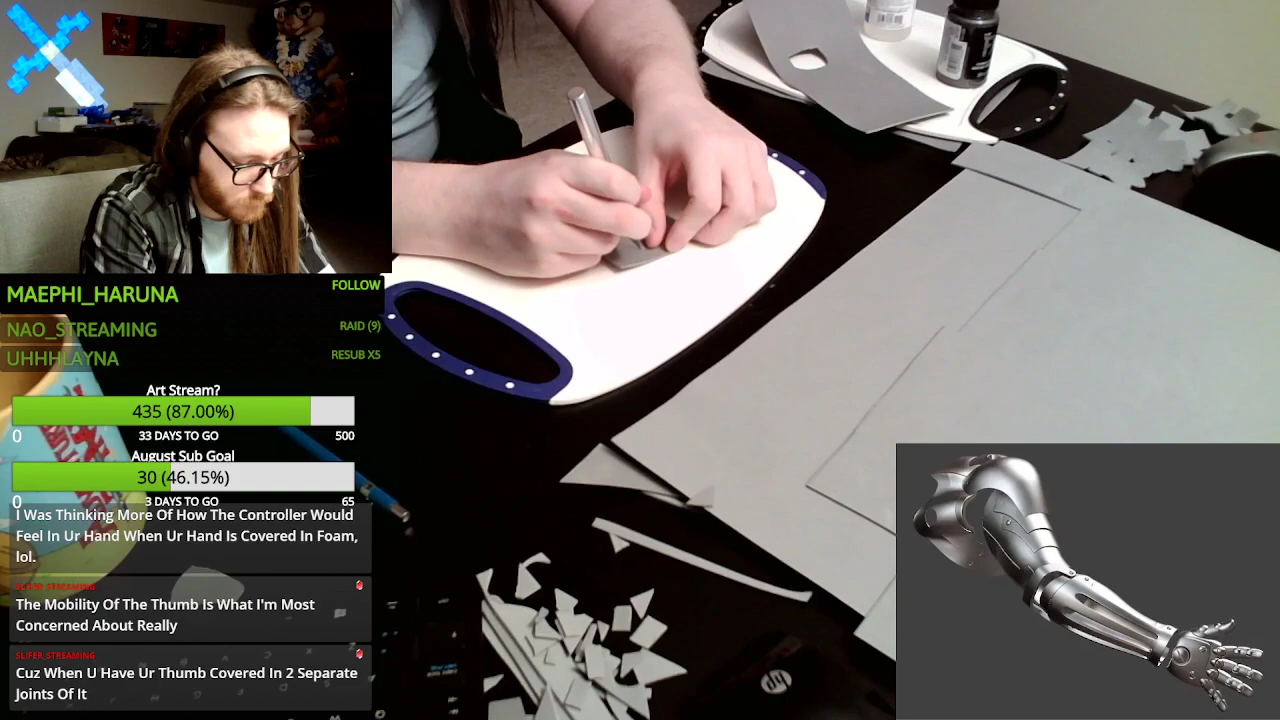 MAEPHI_HARUNA FOLLOW
NAO_STREAMING RAID (9)
UHHHLAYNA RESUB X5
Art Stream?
435 (87.00%)
0 33 DAYS TO GO 500
August Sub Goal
30 (46.15%)
0 3 DAYS TO GO 65
I Was Thinking More Of How The Controller Would
Feel In Ur Hand When Ur Hand Is Covered In Foam,
lol.
SLIFER_STREAMING
The Mobility Of The Thumb Is What I'm Most
Concerned About Really
SLIFER_STREAMING
Cuz When U Have Ur Thumb Covered In 2 Separate
Joints Of It
hp